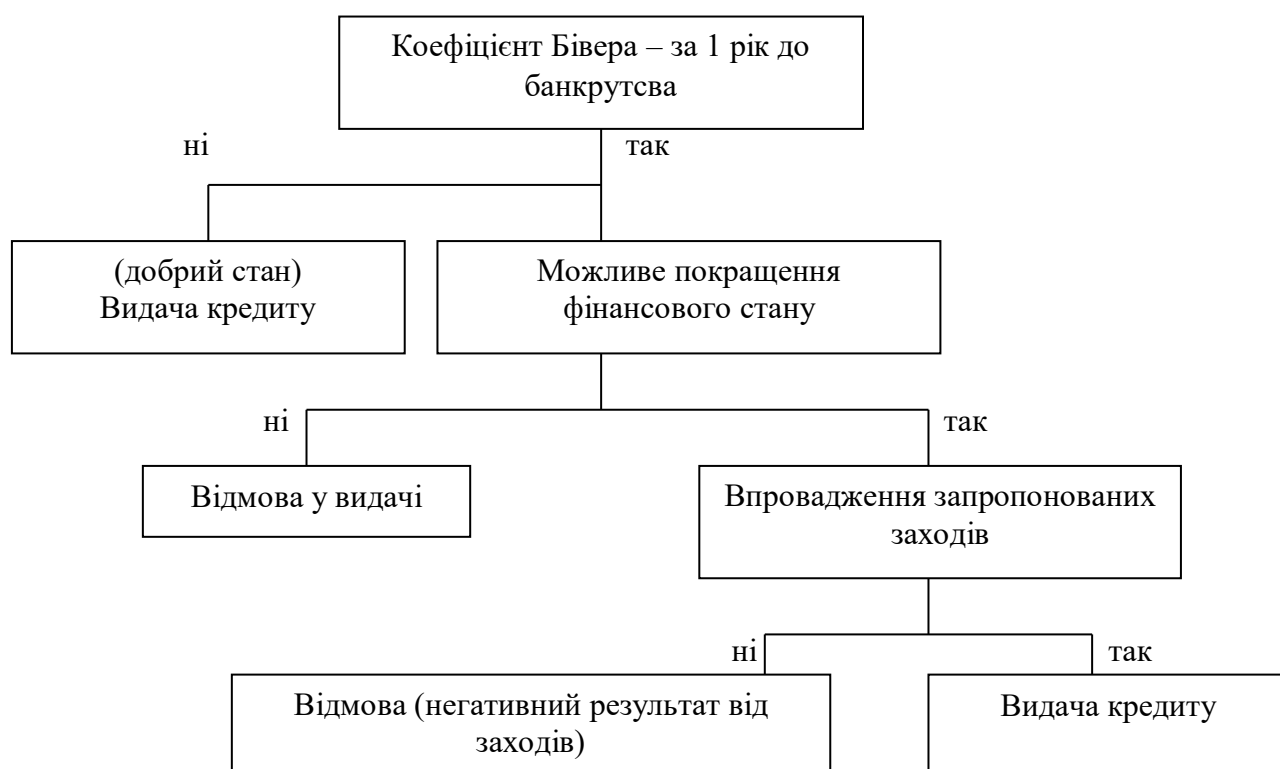 Коефіцієнт Бівера – за 1 рік до
банкрутсва
ні
так
(добрий стан)
Видача кредиту
Можливе покращення
фінансового стану
ні
так
Відмова у видачі
Впровадження запропонованих
заходів
ні
так
Відмова (негативний результат від
заходів)
Видача кредиту